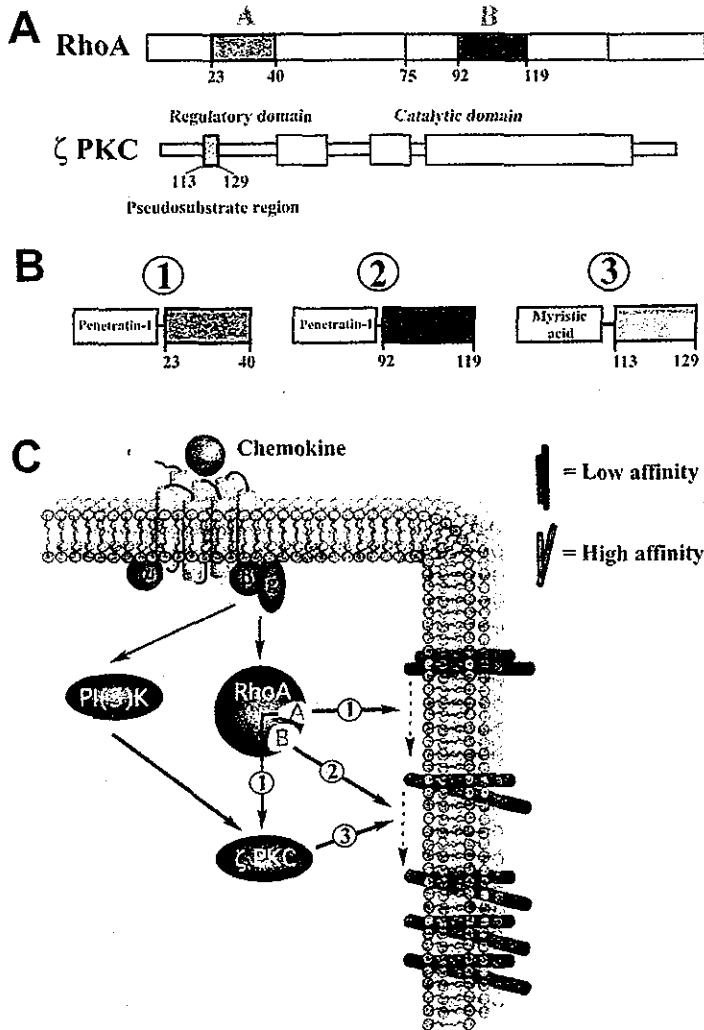 A
A B
RhoA
23 40 75 92 119
Regulatory domain Catalytic domain
ζ PKC
113 129
Pseudosubstrate region
B
1 2 3
Penetratin-1 Penetratin-1 Myristic
acid
23 40 92 119 113 129
C
Chemokine
= Low affinity
= High affinity
α β
PI(3)K
RhoA
A
B
1
2
1
3
ζ PKC